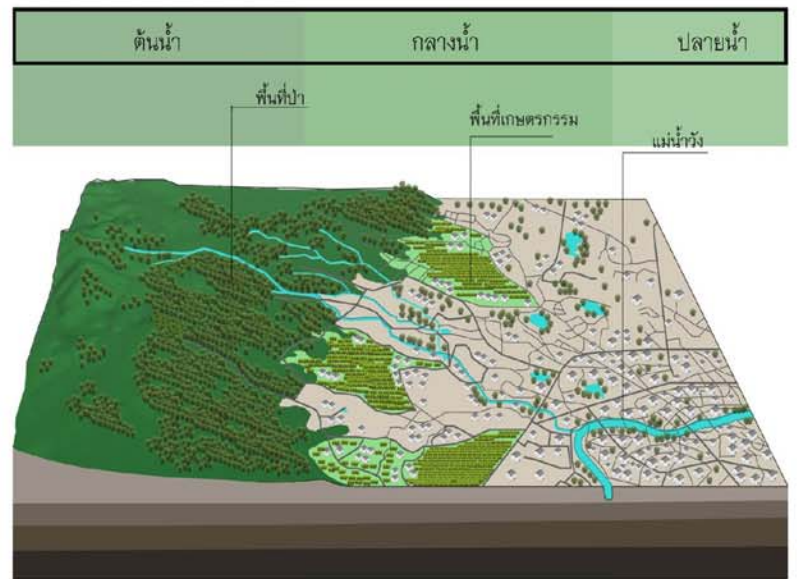 ต้นน้ำ กลางน้ำ ปลายน้ำ
พื้นที่ป่า
พื้นที่เกษตรกรรม
แม่น้ำวัง